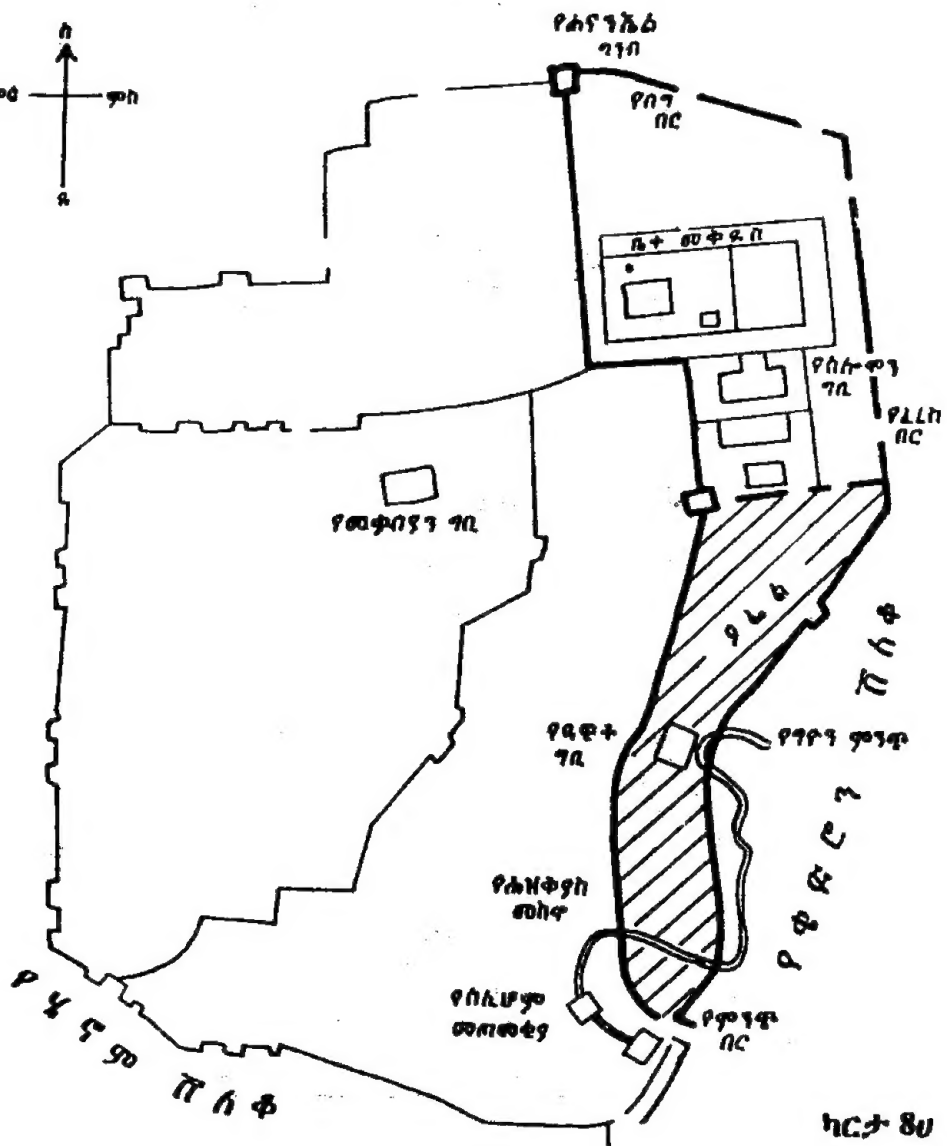 ሰ
ምዕ
ምስ
ደ
የሐናንኤል
ግንብ
የበግ
በር
ቤተ መቅደስ
የሰሎሞን
ግቢ
የፈረስ
በር
የመቃብያን ግቢ
ዖፌል
የዳዊት
ግቢ
የግዮን ምንጭ
የቄድሮን ሸለቆ
የሕዝቅያስ
መስኖ
የሰሊሆም
መጠመቂያ
የምንጭ
በር
የሄኖም ሸለቆ
ካርታ 8ሀ